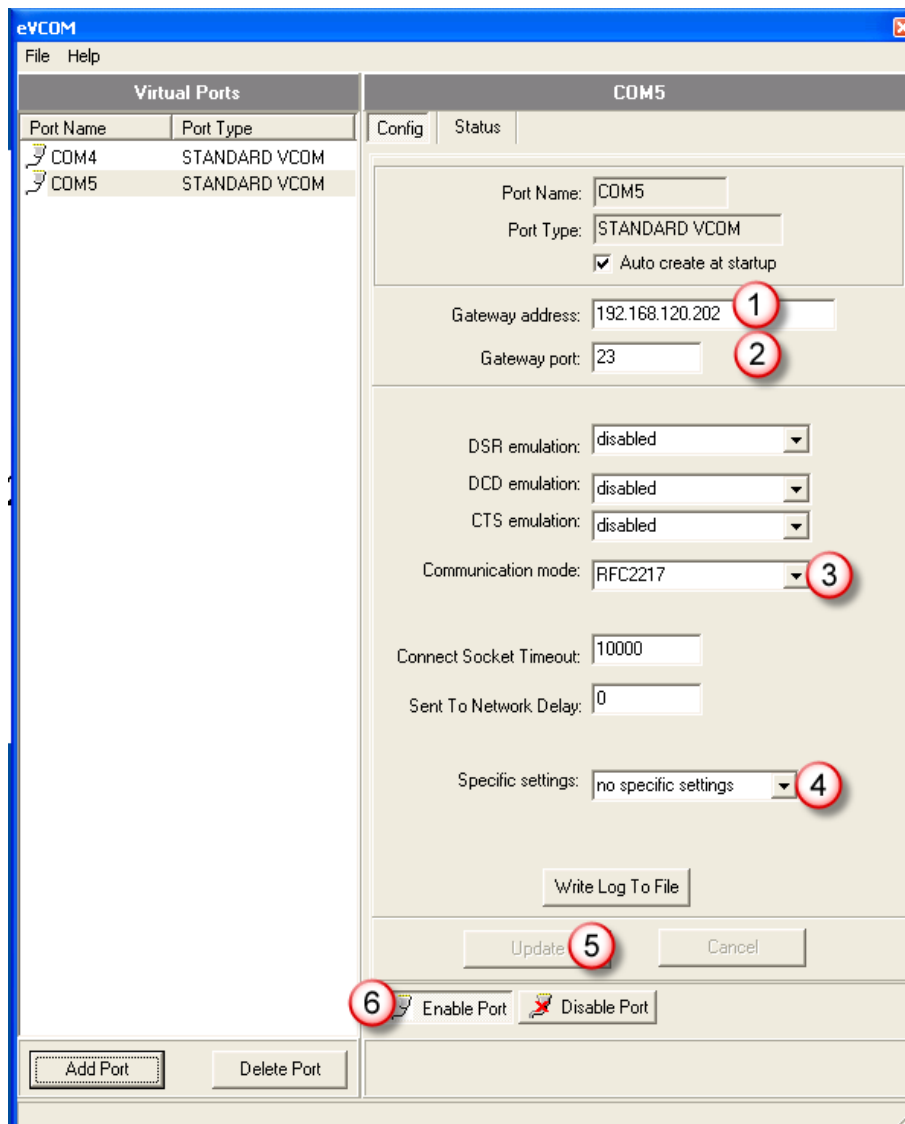 eVCOM
File Help
Virtual Ports
COM5
Port Name Port Type
COM4 STANDARD VCOM
COM5 STANDARD VCOM
Config Status
Port Name: COM5
Port Type: STANDARD VCOM
Auto create at startup
Gateway address: 192.168.120.202 1
Gateway port: 23 2
DSR emulation: disabled
DCD emulation: disabled
CTS emulation: disabled
Communication mode: RFC2217 3
Connect Socket Timeout: 10000
Sent To Network Delay: 0
Specific settings: no specific settings 4
Write Log To File
Update 5 Cancel
6 Enable Port Disable Port
Add Port Delete Port